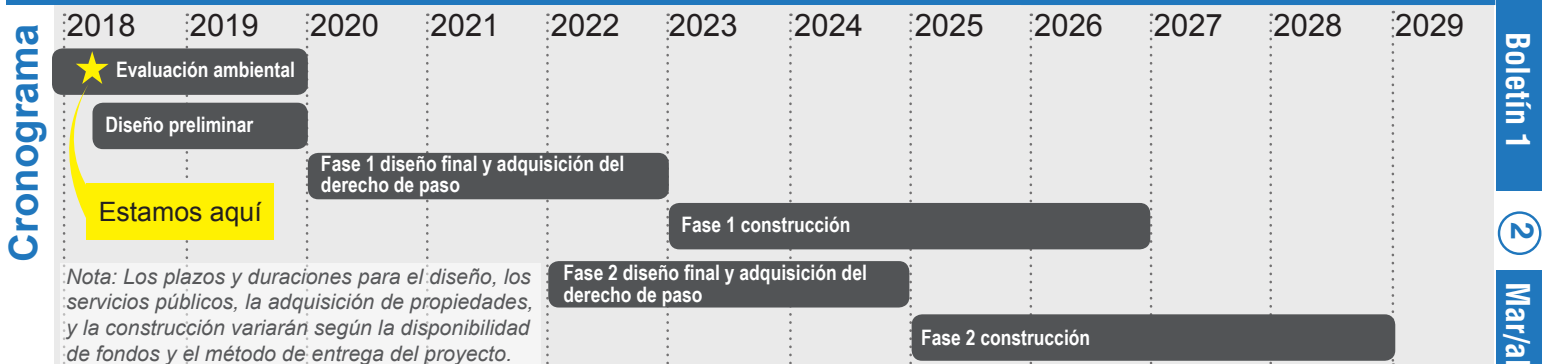 Cronograma
2018 2019 2020 2021 2022 2023 2024 2025 2026 2027 2028 2029
Evaluación ambiental
Diseño preliminar
Fase 1 diseño final y adquisición del
derecho de paso
Estamos aquí
Fase 1 construcción
Fase 2 diseño final y adquisición del
derecho de paso
Fase 2 construcción
Nota: Los plazos y duraciones para el diseño, los
servicios públicos, la adquisición de propiedades,
y la construcción variarán según la disponibilidad
de fondos y el método de entrega del proyecto.
Boletín 1
2